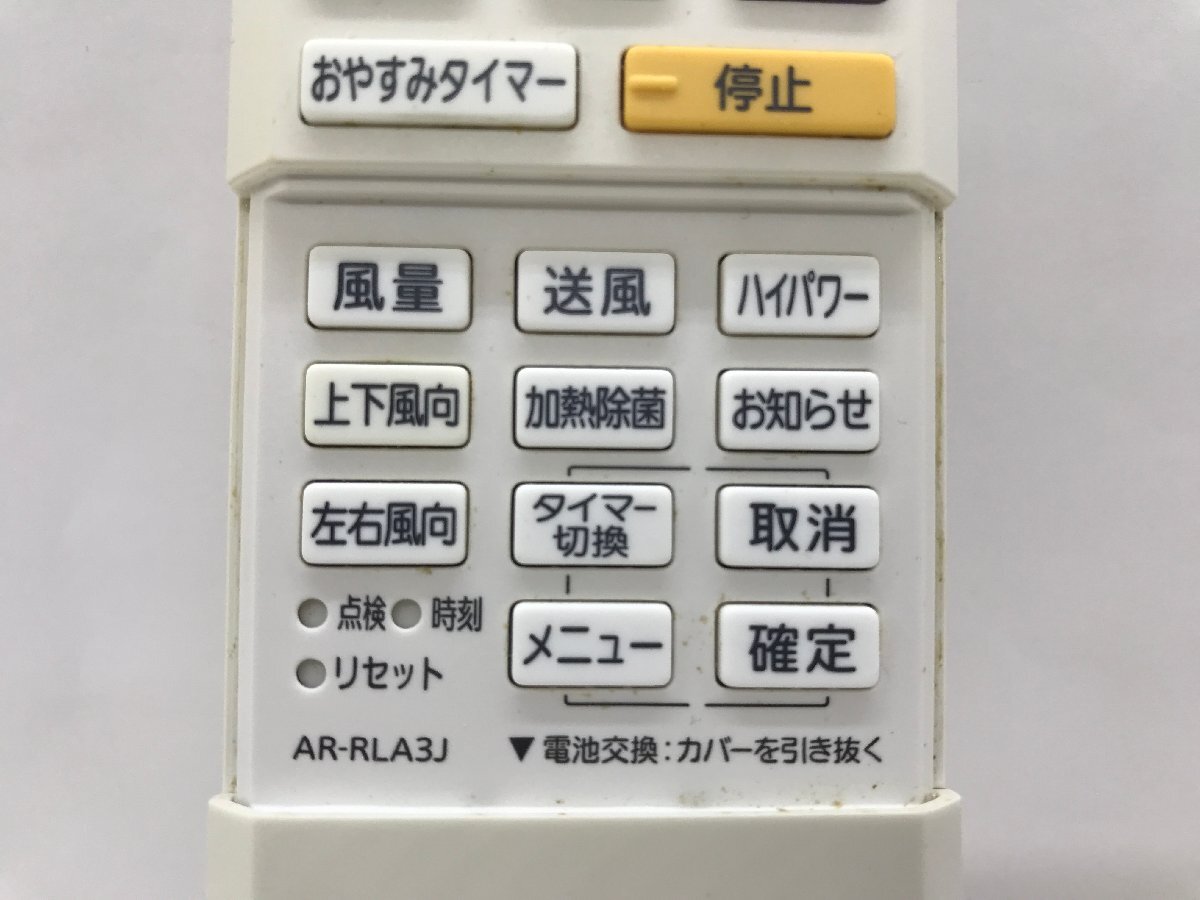 おやすみタイマー
停止
風量
送風
ハイパワー
上下風向
加熱除菌
お知らせ
左右風向
タイマー
切換
取消
点検
時刻
メニュー
確定
リセット
AR-RLA3J
▼電池交換:カバーを引き抜く